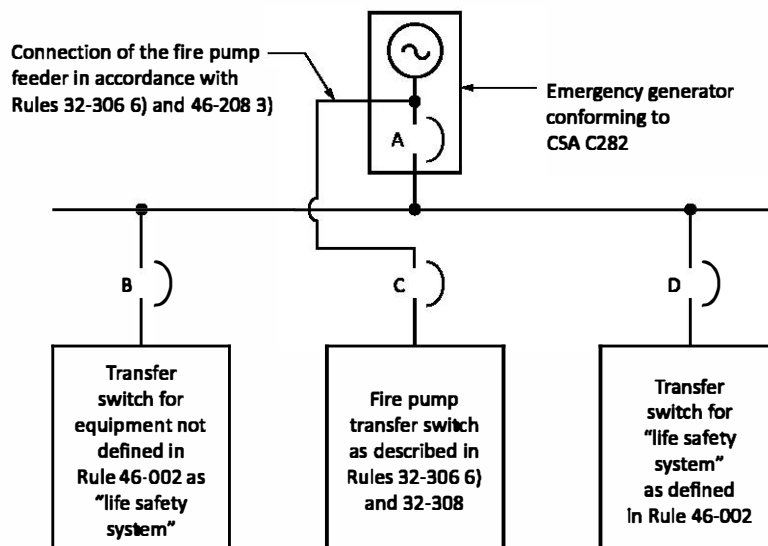 Connection of the fire pump
feeder in accordance with
Rules 32-306 6) and 46-208 3)
Emergency generator
conforming to
CSA C282
A
B
C
D
Transfer
switch for
equipment not
defined in
Rule 46-002 as
“life safety
system”
Fire pump
transfer switch
as described in
Rules 32-306 6)
and 32-308
Transfer
switch for
“life safety
system”
as defined
in Rule 46-002